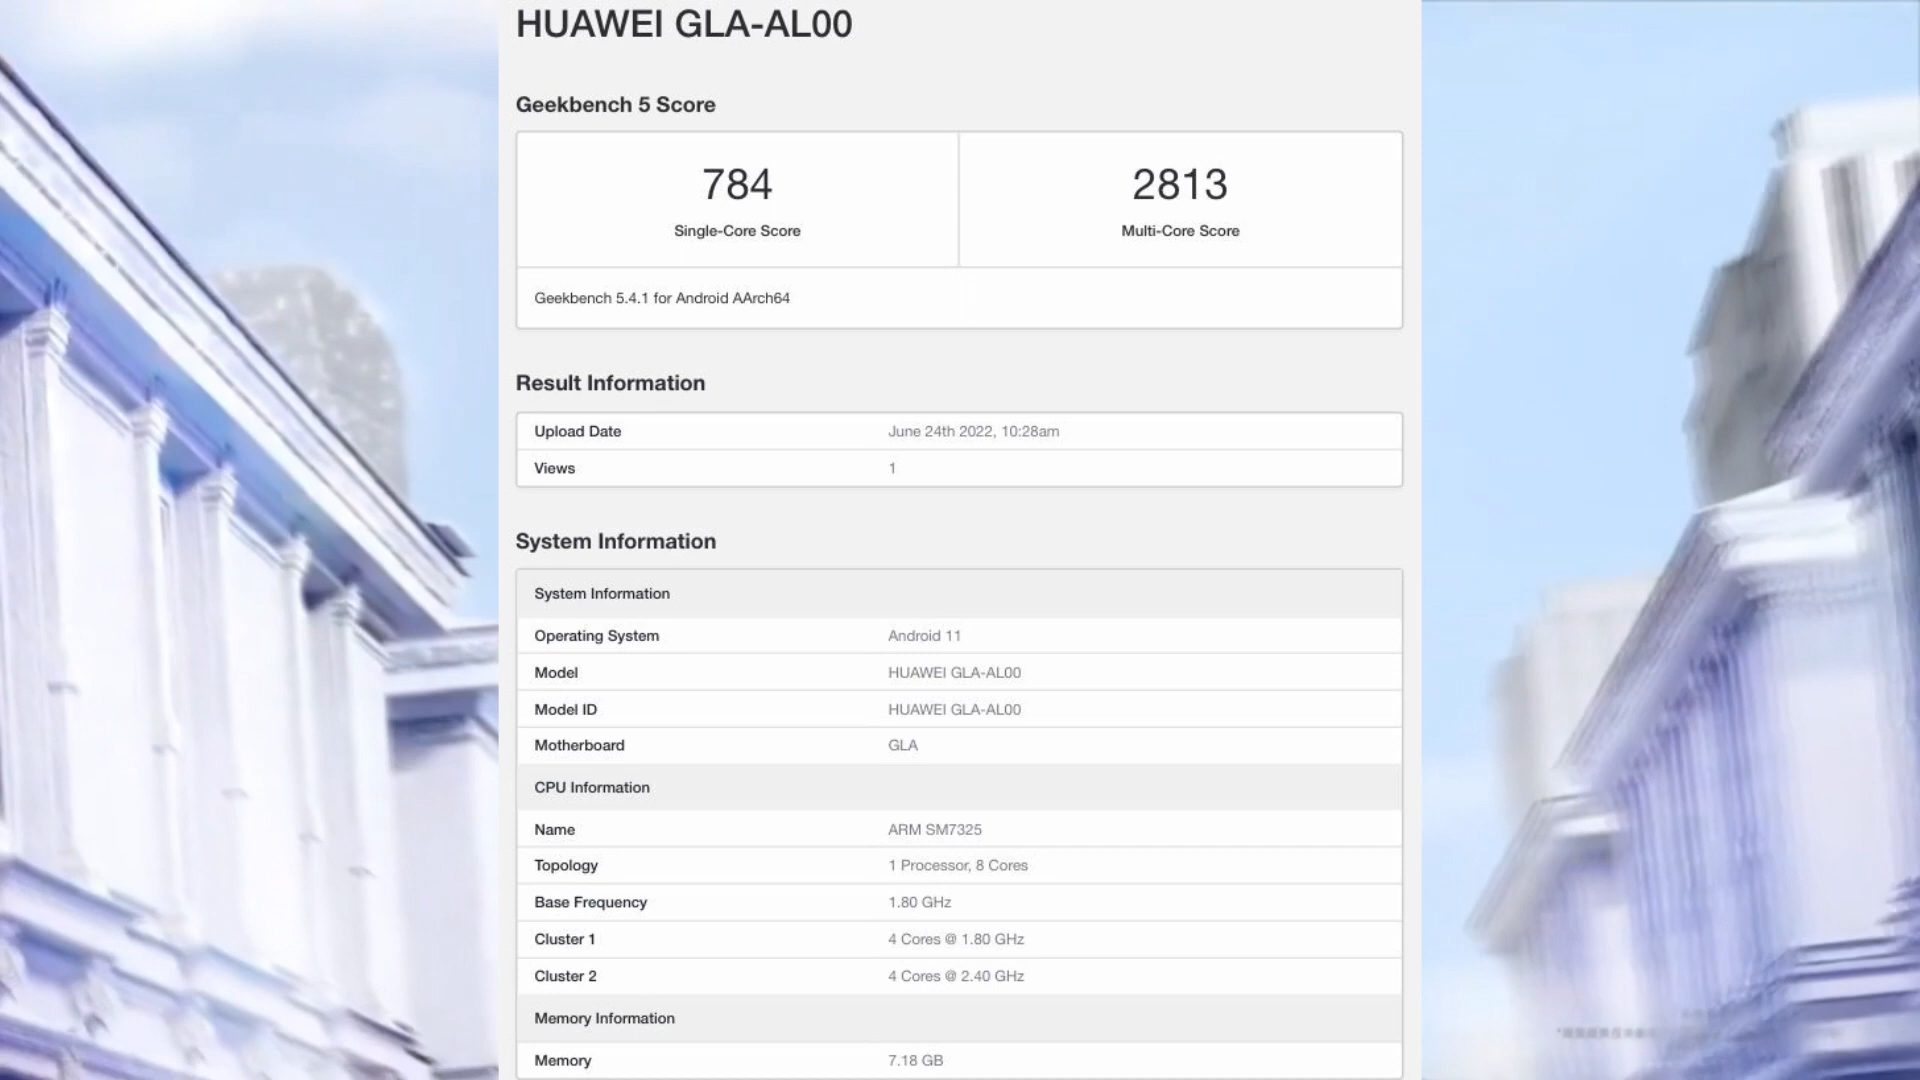 HUAWEI GLA-AL00
Geekbench 5 Score
784
Single-Core Score
2813
Multi-Core Score
Geekbench 5.4.1 for Android AArch64
Result Information
Upload Date June 24th 2022, 10:28am
Views 1
System Information
System Information
Operating System Android 11
Model HUAWEI GLA-AL00
Model ID HUAWEI GLA-AL00
Motherboard GLA
CPU Information
Name ARM SM7325
Topology 1 Processor, 8 Cores
Base Frequency 1.80 GHz
Cluster 1 4 Cores @ 1.80 GHz
Cluster 2 4 Cores @ 2.40 GHz
Memory Information
Memory 7.18 GB